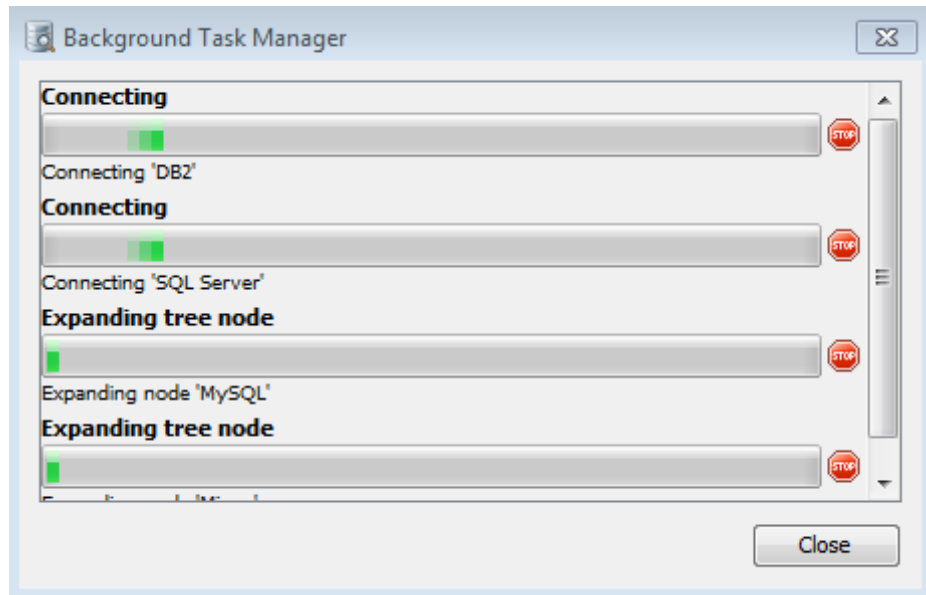 Background Task Manager
Connecting
STOP
Connecting 'DB2'
Connecting
STOP
Connecting 'SQL Server'
Expanding tree node
STOP
Expanding node 'MySQL'
Expanding tree node
STOP
Close